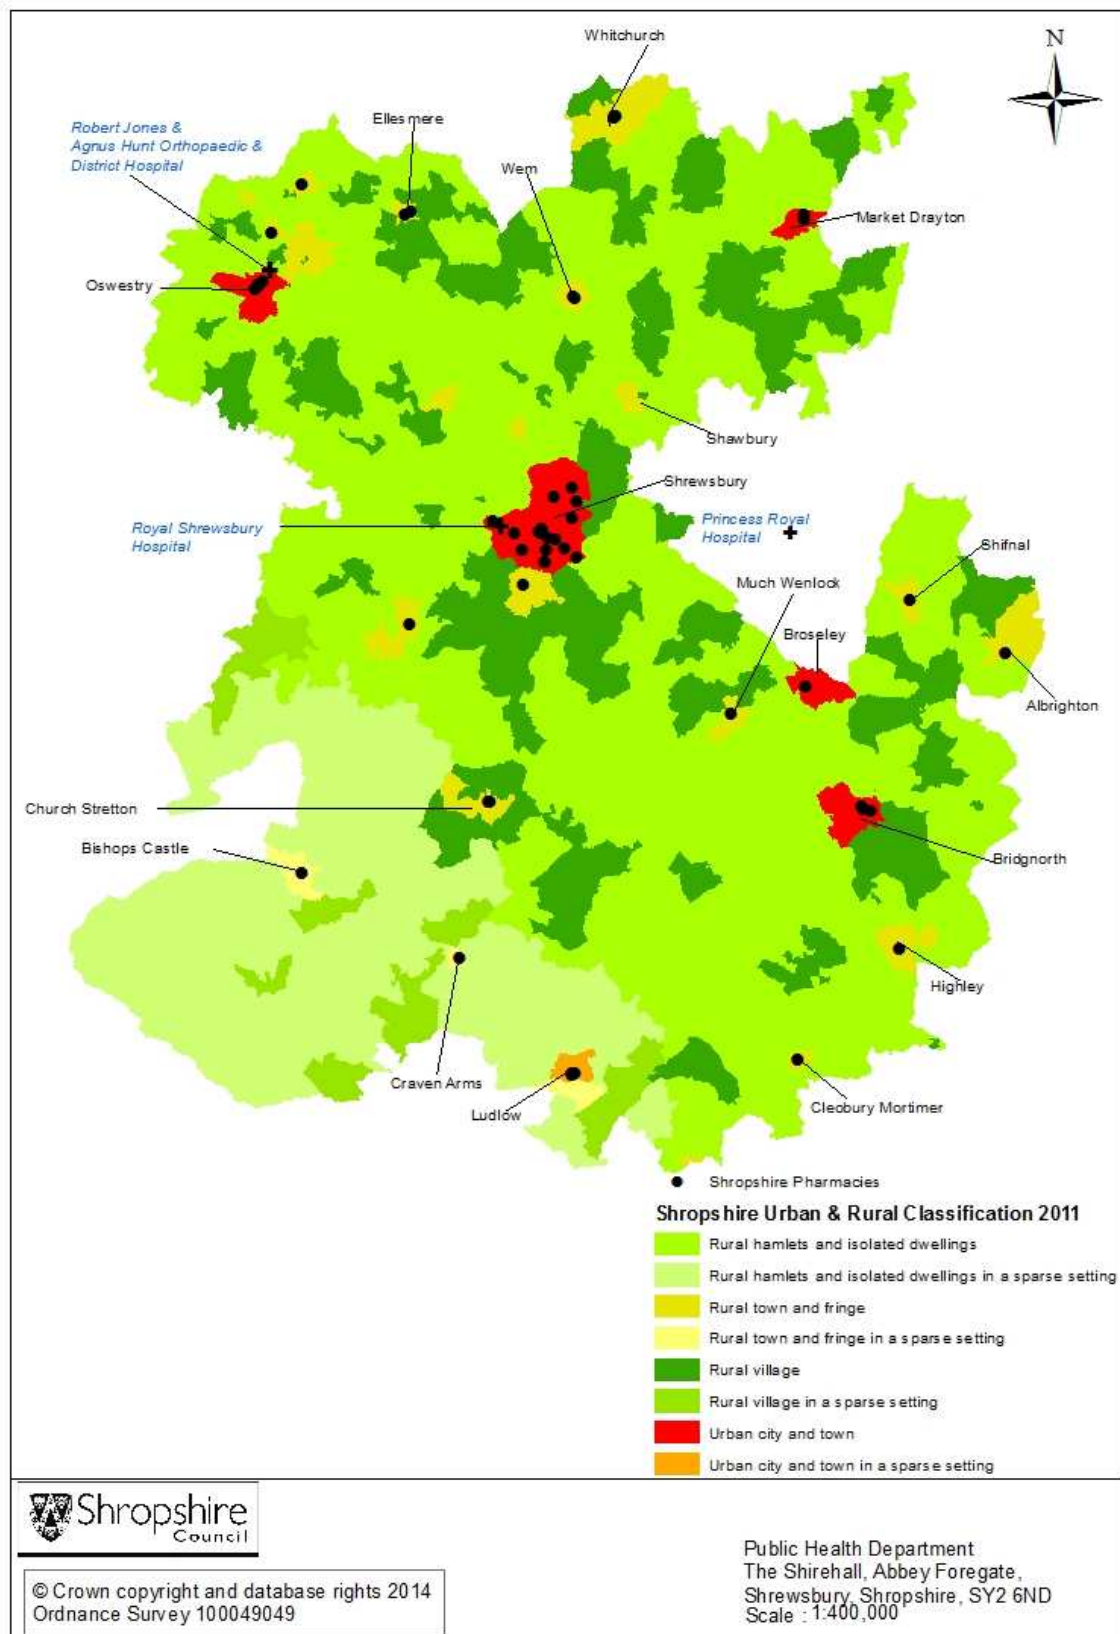 Whitchurch
N
Robert Jones &
Agnus Hunt Orthopaedic &
District Hospital
Ellesmere
Wem
Market Drayton
Oswestry
Shawbury
Shrewsbury
Royal Shrewsbury
Hospital
Princess Royal
Hospital
Shifnal
Much Wenlock
Broseley
Albrighton
Church Stretton
Bishops Castle
Bridgnorth
Highley
Craven Arms
Ludlow
Cleobury Mortimer
Shropshire Pharmacies
Shropshire Urban & Rural Classification 2011
Rural hamlets and isolated dwellings
Rural hamlets and isolated dwellings in a sparse setting
Rural town and fringe
Rural town and fringe in a sparse setting
Rural village
Rural village in a sparse setting
Urban city and town
Urban city and town in a sparse setting
Shropshire
Council
© Crown copyright and database rights 2014
Ordnance Survey 100049049
Public Health Department
The Shirehall, Abbey Foregate,
Shrewsbury, Shropshire, SY2 6ND
Scale : 1:400,000